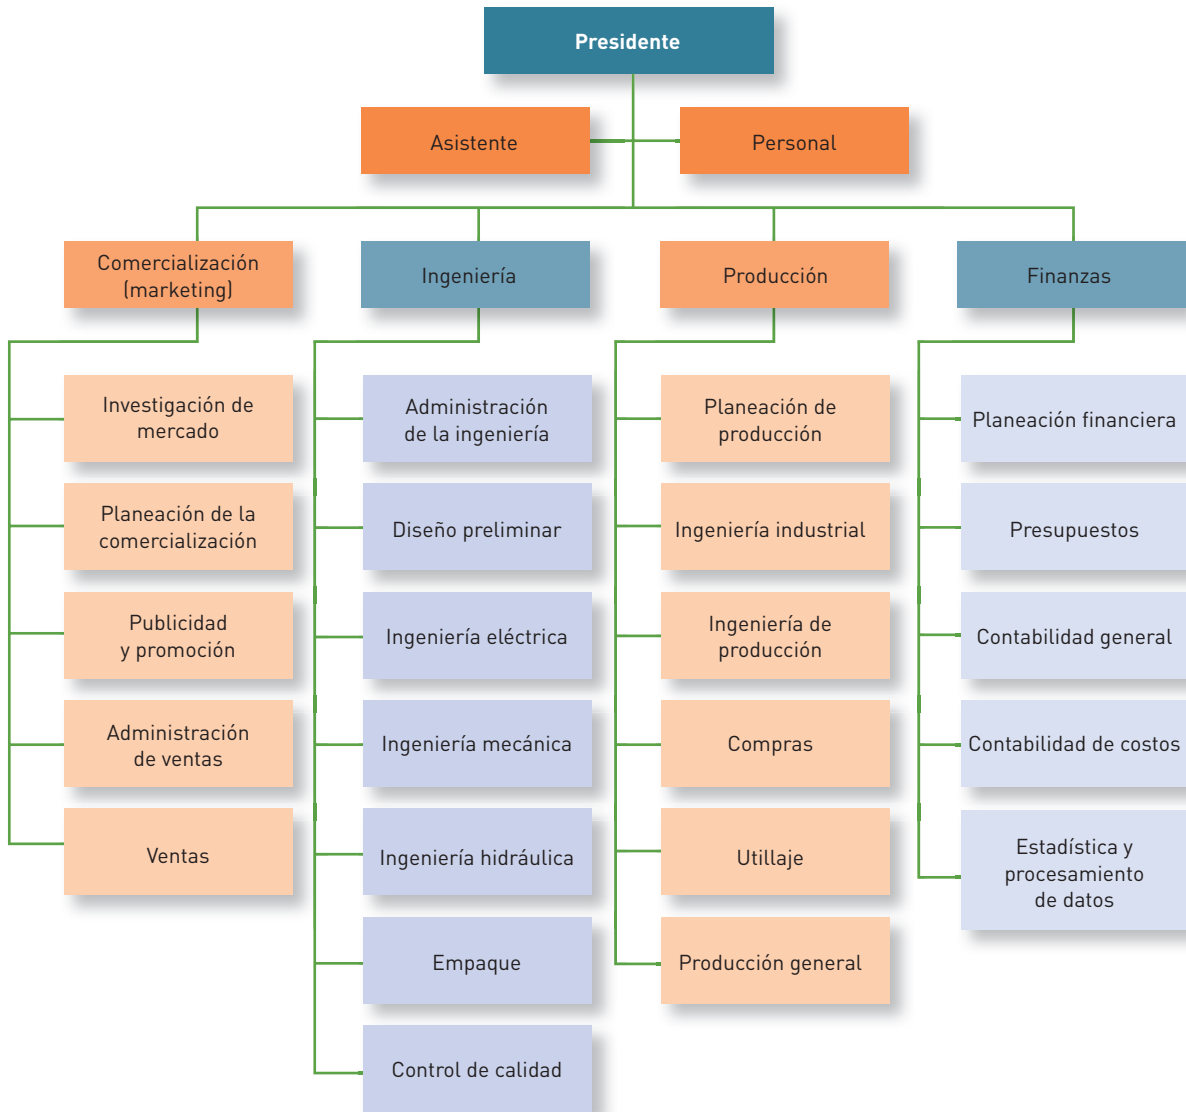 Presidente
Asistente
Personal
Comercialización
(marketing)
Ingeniería
Producción
Finanzas
Investigación de
mercado
Planeación de la
comercialización
Publicidad
y promoción
Administración
de ventas
Ventas
Administración
de la ingeniería
Diseño preliminar
Ingeniería eléctrica
Ingeniería mecánica
Ingeniería hidráulica
Empaque
Control de calidad
Planeación de
producción
Ingeniería industrial
Ingeniería de
producción
Compras
Utillaje
Producción general
Planeación financiera
Presupuestos
Contabilidad general
Contabilidad de costos
Estadística y
procesamiento
de datos